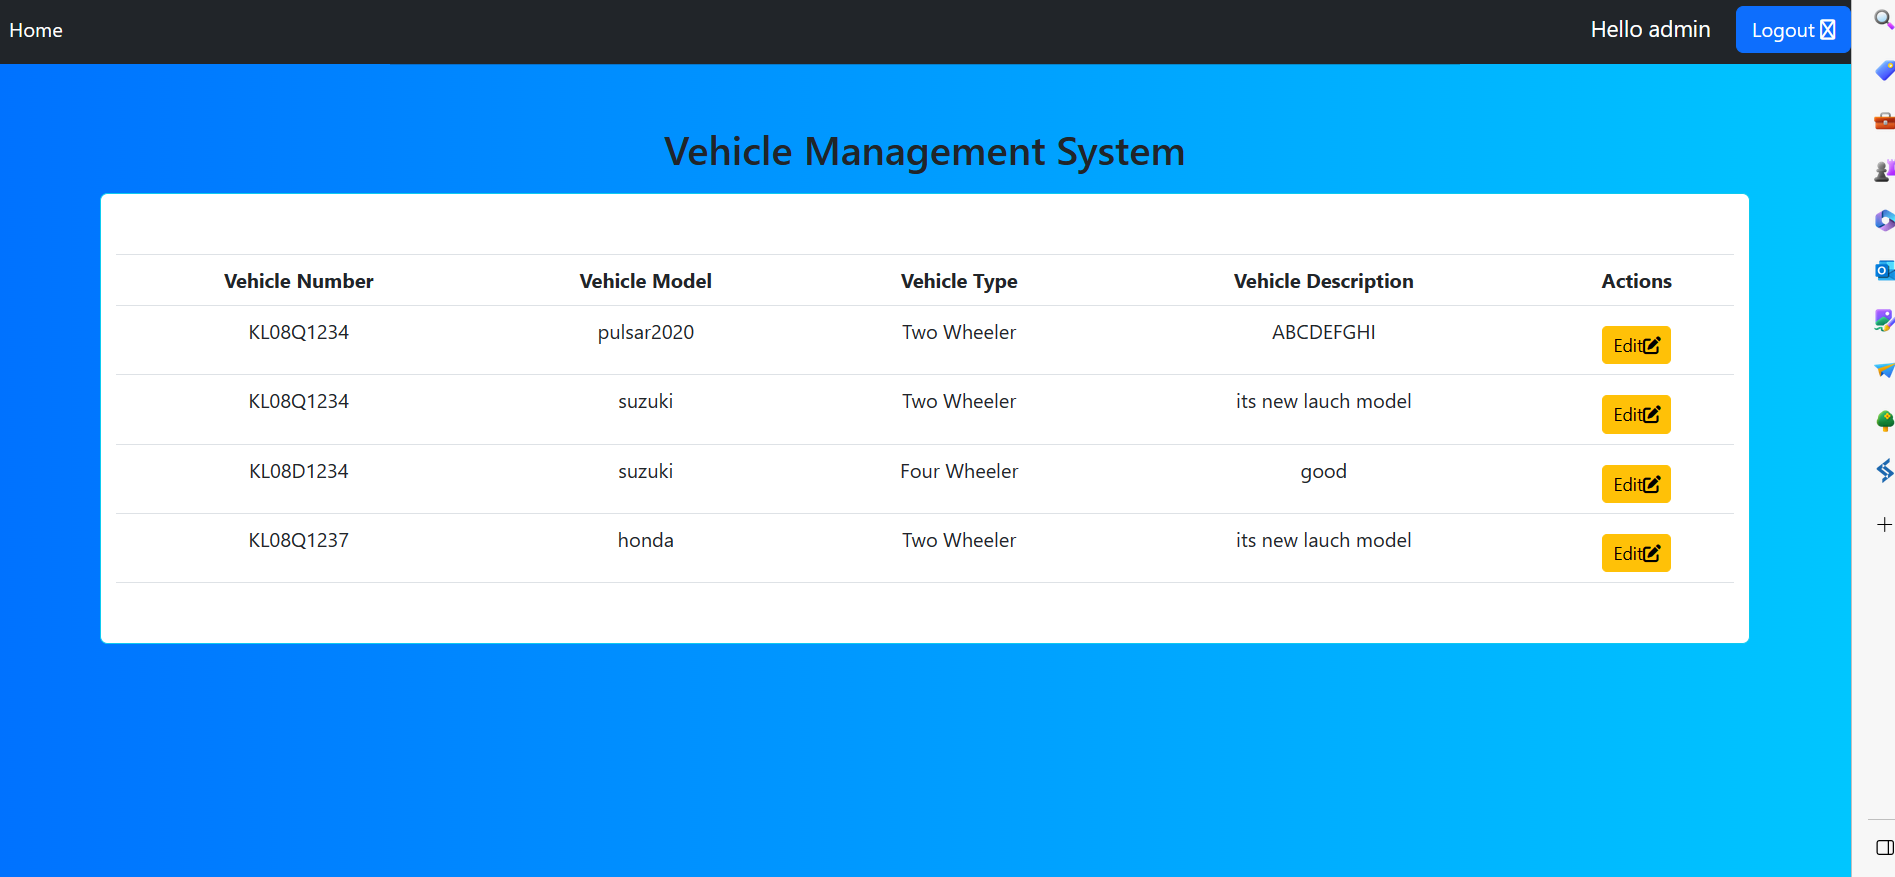 Home Hello admin Logout
Vehicle Management System
Vehicle Number Vehicle Model Vehicle Type Vehicle Description Actions
KL08Q1234 pulsar2020 Two Wheeler ABCDEFGHI Edit
KL08Q1234 suzuki Two Wheeler its new lauch model Edit
KL08D1234 suzuki Four Wheeler good Edit
KL08Q1237 honda Two Wheeler its new lauch model Edit